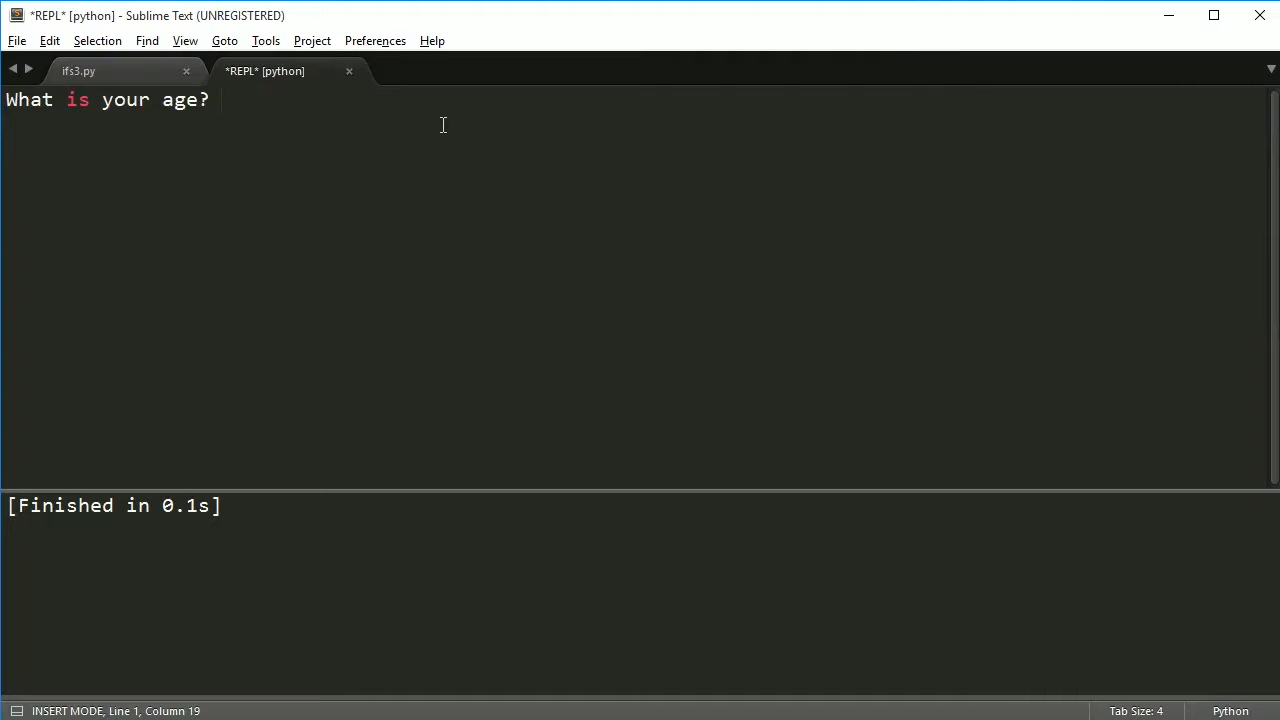 *REPL* [python] - Sublime Text (UNREGISTERED)
File Edit Selection Find View Goto Tools Project Preferences Help
ifs3.py *REPL* [python]
What is your age?
[Finished in 0.1s]
INSERT MODE, Line 1, Column 19 Tab Size: 4 Python